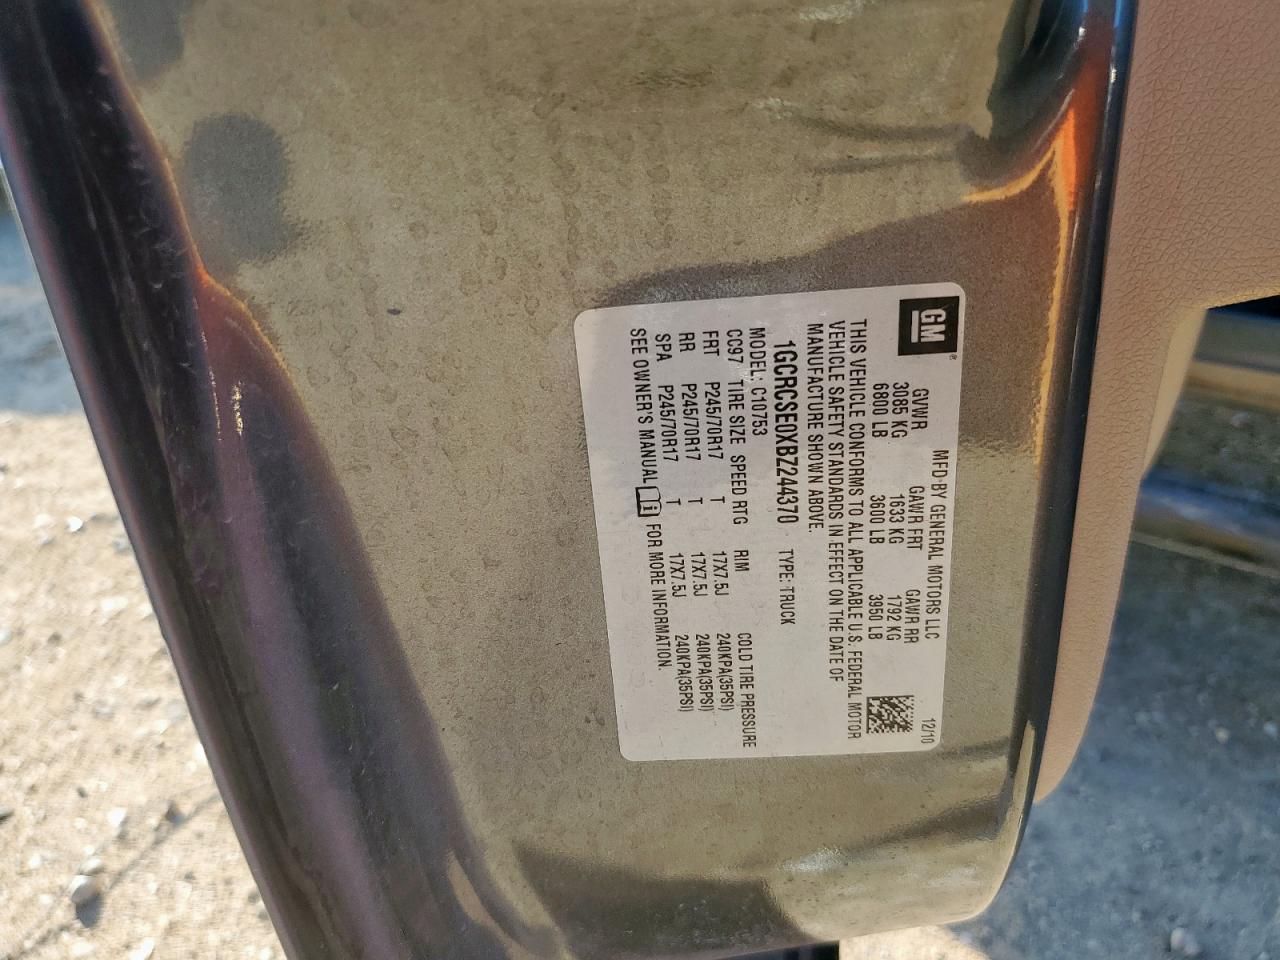 GM®
MFD BY GENERAL MOTORS LLC 12/10
GVWR GAWR FRT GAWR RR
3085 KG 1633 KG 1792 KG
6800 LB 3600 LB 3950 LB
THIS VEHICLE CONFORMS TO ALL APPLICABLE U.S. FEDERAL MOTOR
VEHICLE SAFETY STANDARDS IN EFFECT ON THE DATE OF
MANUFACTURE SHOWN ABOVE.
1GCRCSE0XBZ244370 TYPE: TRUCK
MODEL: C10753
CC97 TIRE SIZE SPEED RTG RIM COLD TIRE PRESSURE
FRT P245/70R17 T 17X7.5J 240KPA(35PSI)
RR P245/70R17 T 17X7.5J 240KPA(35PSI)
SPA P245/70R17 T 17X7.5J 240KPA(35PSI)
SEE OWNER'S MANUAL i FOR MORE INFORMATION.